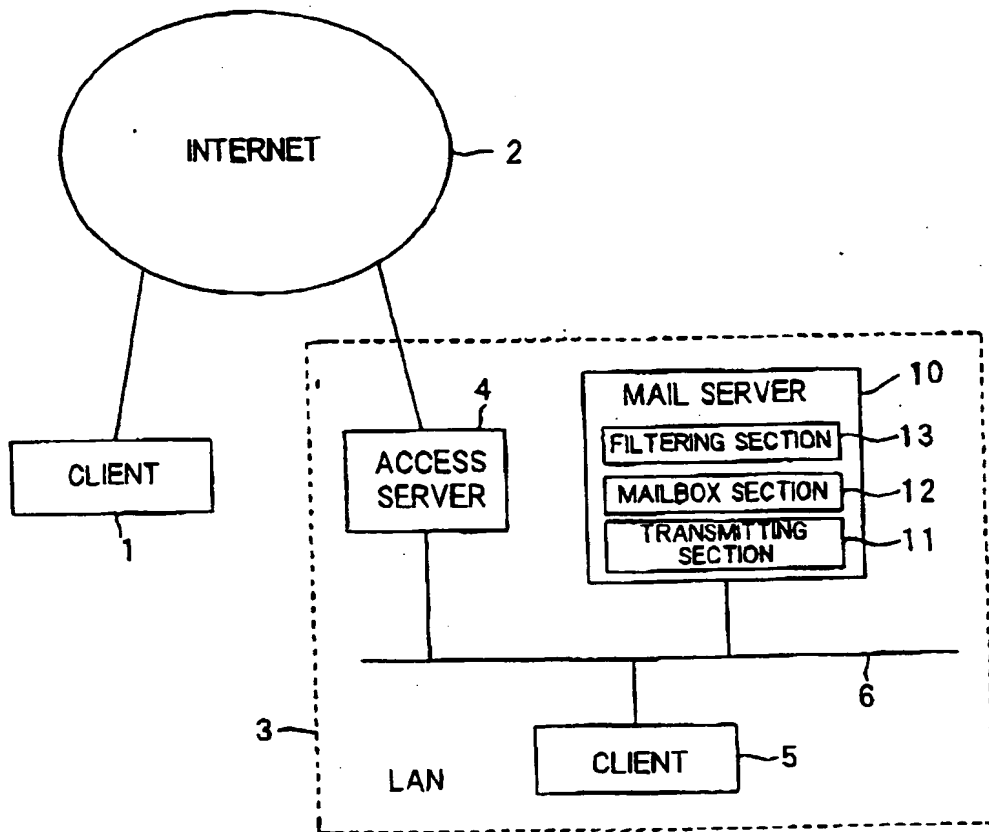 INTERNET
2
4
ACCESS
SERVER
MAIL SERVER
10
FILTERING SECTION
13
MAILBOX SECTION
12
TRANSMITTING
SECTION
11
CLIENT
1
6
3
LAN
CLIENT
5